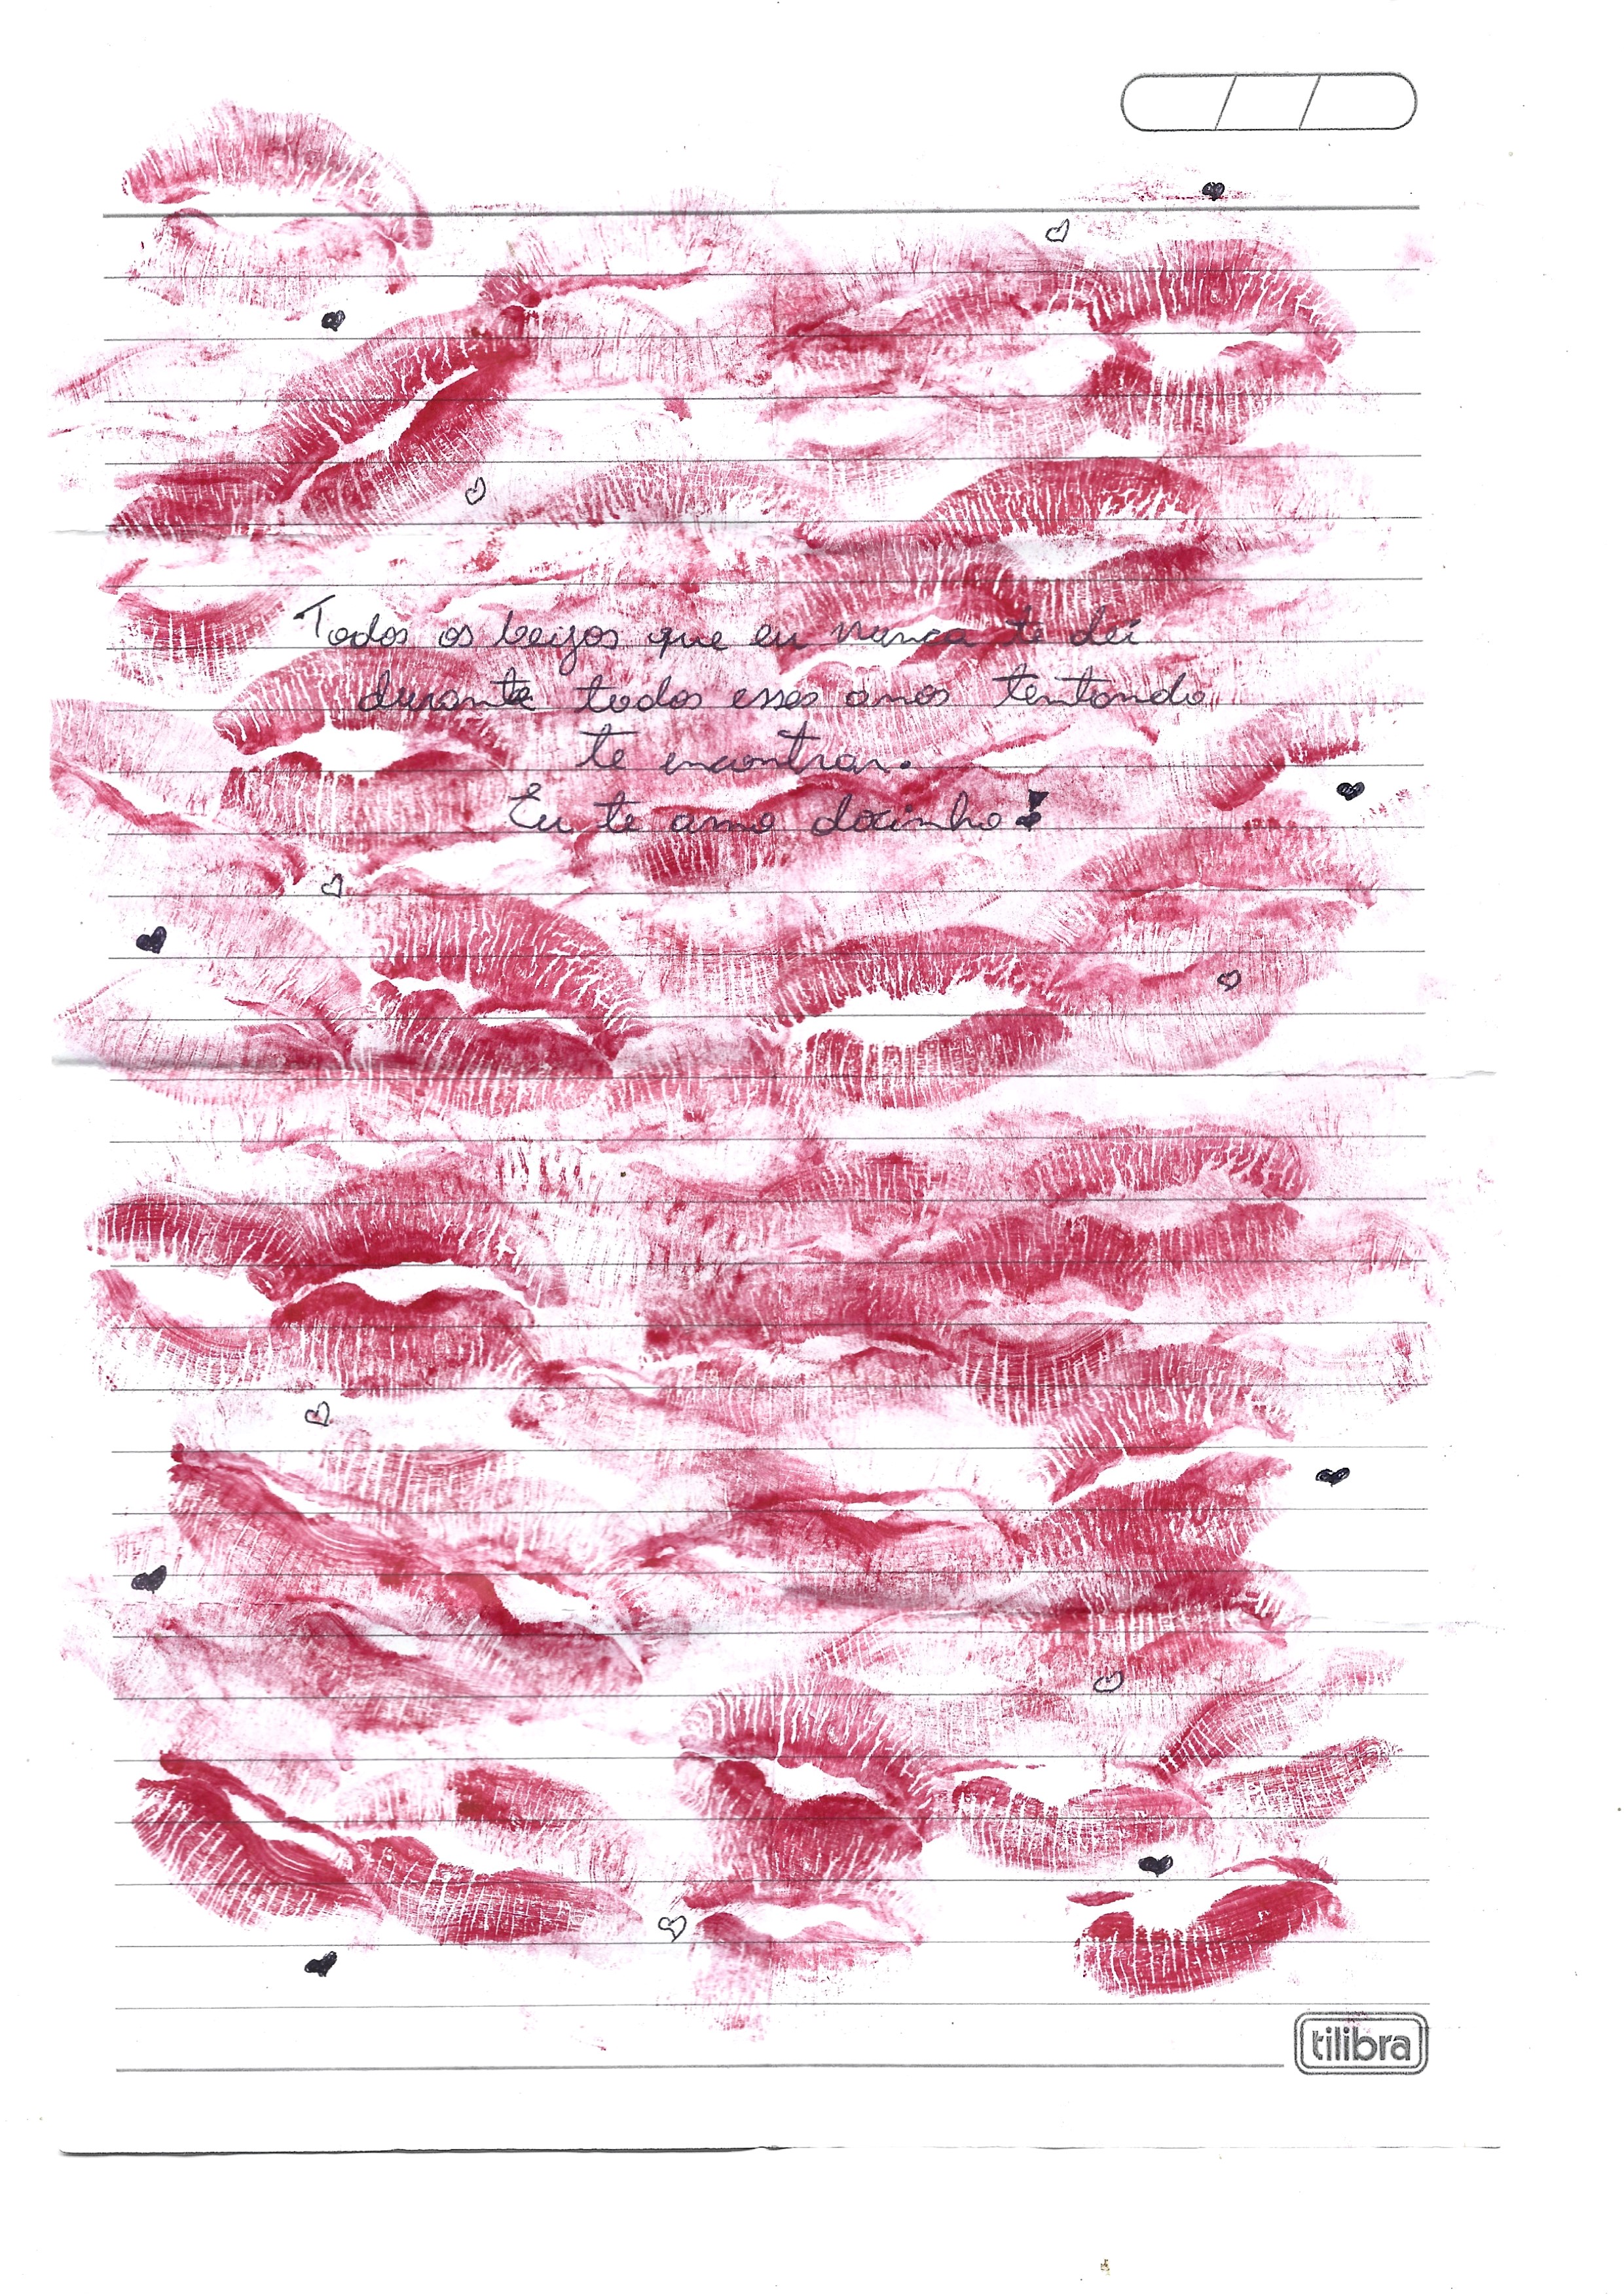 Todos os beijos que eu nunca te dei
durante todos esses anos tentando
te encontrar.
Eu te amo docinho!
tilibra